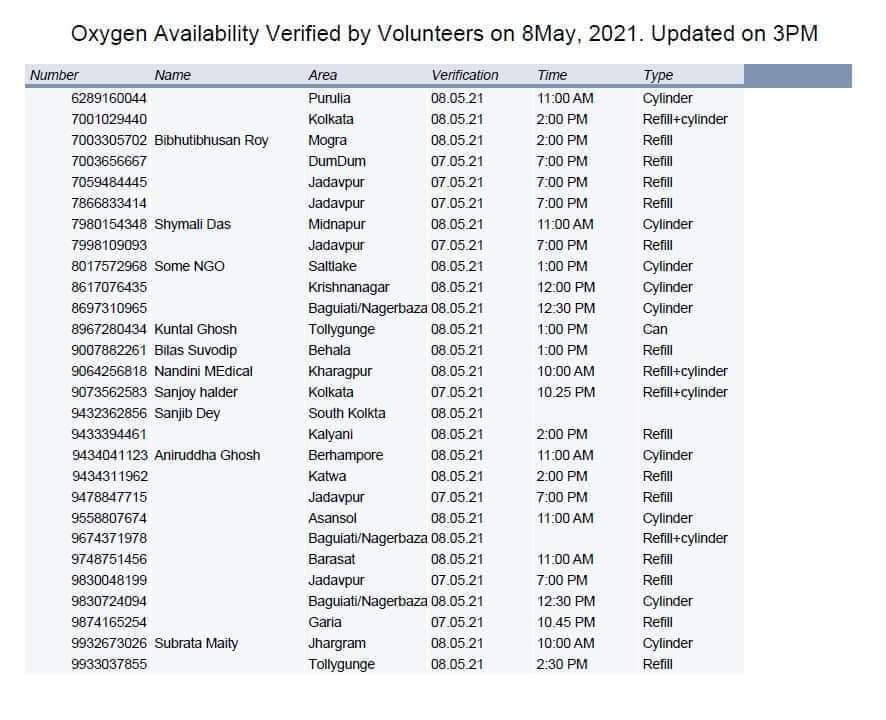 Oxygen Availability Verified by Volunteers on 8May, 2021. Updated on 3PM
Number Name Area Verification Time Type
6289160044 Purulia 08.05.21 11:00 AM Cylinder
7001029440 Kolkata 08.05.21 2:00 PM Refill+cylinder
7003305702 Bibhutibhusan Roy Mogra 08.05.21 2:00 PM Refill
7003656667 DumDum 07.05.21 7:00 PM Refill
7059484445 Jadavpur 07.05.21 7:00 PM Refill
7866833414 Jadavpur 07.05.21 7:00 PM Refill
7980154348 Shymali Das Midnapur 08.05.21 11:00 AM Cylinder
7998109093 Jadavpur 07.05.21 7:00 PM Refill
8017572968 Some NGO Saltlake 08.05.21 1:00 PM Cylinder
8617076435 Krishnanagar 08.05.21 12:00 PM Cylinder
8697310965 Baguiati/Nagerbaza 08.05.21 12:30 PM Cylinder
8967280434 Kuntal Ghosh Tollygunge 08.05.21 1:00 PM Can
9007882261 Bilas Suvodip Behala 08.05.21 1:00 PM Refill
9064256818 Nandini MEdical Kharagpur 08.05.21 10:00 AM Refill+cylinder
9073562583 Sanjoy halder Kolkata 07.05.21 10.25 PM Refill+cylinder
9432362856 Sanjib Dey South Kolkta 08.05.21
9433394461 Kalyani 08.05.21 2:00 PM Refill
9434041123 Aniruddha Ghosh Berhampore 08.05.21 11:00 AM Cylinder
9434311962 Katwa 08.05.21 2:00 PM Refill
9478847715 Jadavpur 07.05.21 7:00 PM Refill
9558807674 Asansol 08.05.21 11:00 AM Cylinder
9674371978 Baguiati/Nagerbaza 08.05.21 Refill+cylinder
9748751456 Barasat 08.05.21 11:00 AM Refill
9830048199 Jadavpur 07.05.21 7:00 PM Refill
9830724094 Baguiati/Nagerbaza 08.05.21 12:30 PM Cylinder
9874165254 Garia 07.05.21 10.45 PM Refill
9932673026 Subrata Maity Jhargram 08.05.21 10:00 AM Cylinder
9933037855 Tollygunge 08.05.21 2:30 PM Refill